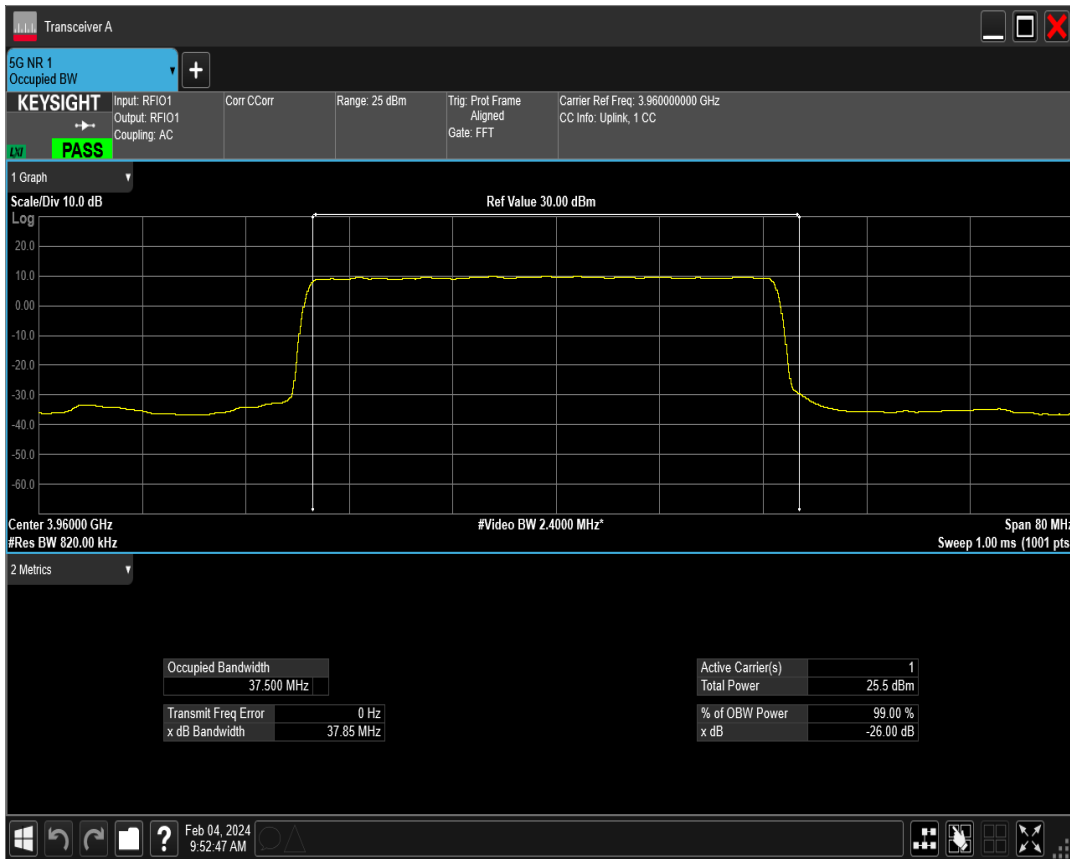 Transceiver A
5G NR 1
Occupied BW
+
KEYSIGHT
LXI
PASS
Input: RFIO1
Output: RFIO1
Coupling: AC
Corr CCorr
Range: 25 dBm
Trig: Prot Frame
Aligned
Gate: FFT
Carrier Ref Freq: 3.960000000 GHz
CC Info: Uplink, 1 CC
1 Graph
Scale/Div 10.0 dB
Ref Value 30.00 dBm
Log
20.0
10.0
0.00
-10.0
-20.0
-30.0
-40.0
-50.0
-60.0
Center 3.96000 GHz
#Video BW 2.4000 MHz*
Span 80 MHz
#Res BW 820.00 kHz
Sweep 1.00 ms (1001 pts
2 Metrics
Occupied Bandwidth
37.500 MHz
Transmit Freq Error 0 Hz
x dB Bandwidth 37.85 MHz
Active Carrier(s) 1
Total Power 25.5 dBm
% of OBW Power 99.00 %
x dB -26.00 dB
?
Feb 04, 2024
9:52:47 AM